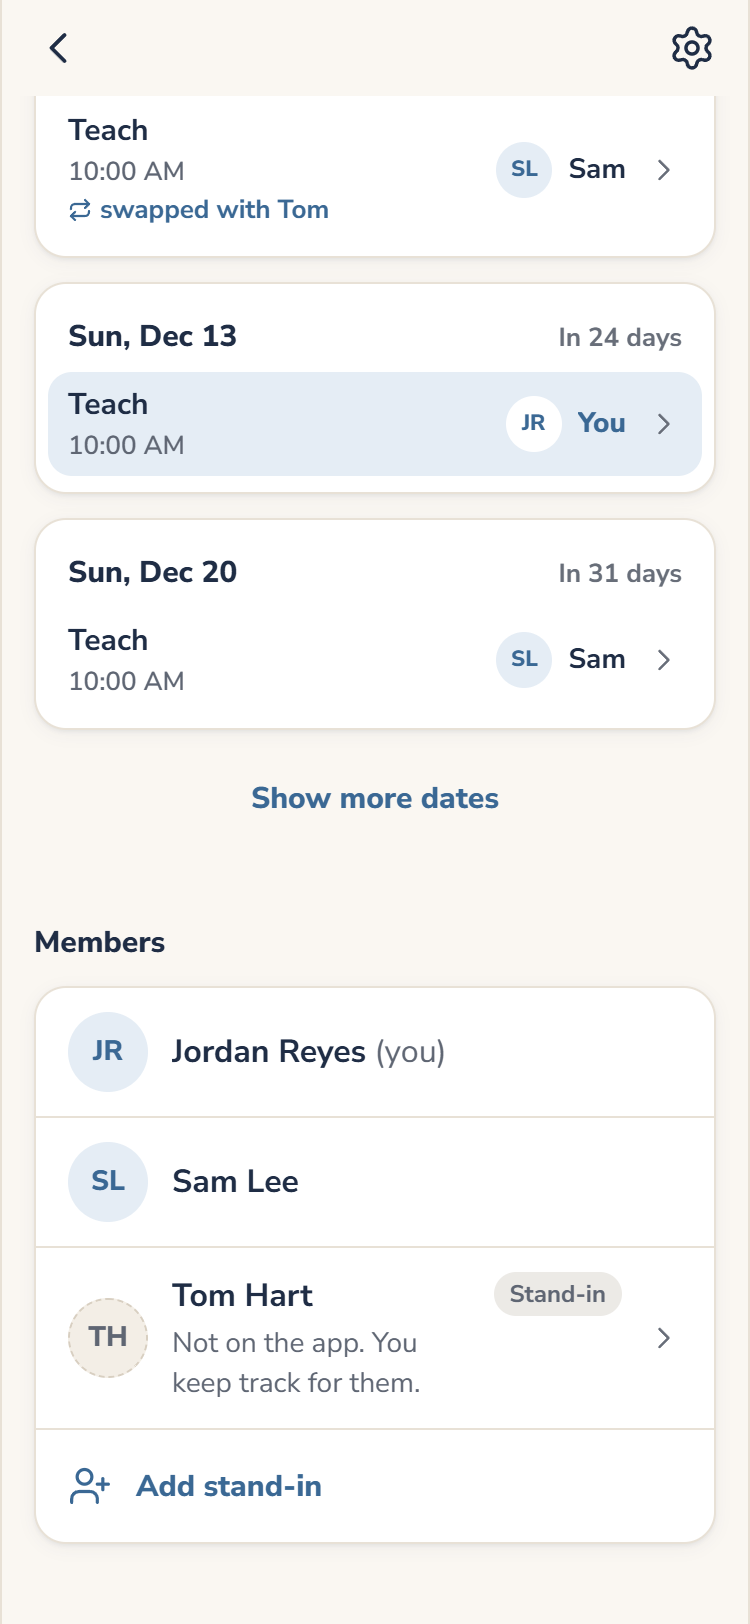 Teach
10:00 AM
swapped with Tom
SL Sam
Sun, Dec 13
In 24 days
Teach
10:00 AM
JR You
Sun, Dec 20
In 31 days
Teach
10:00 AM
SL Sam
Show more dates
Members
JR Jordan Reyes (you)
SL Sam Lee
TH Tom Hart
Stand-in
Not on the app. You
keep track for them.
Add stand-in